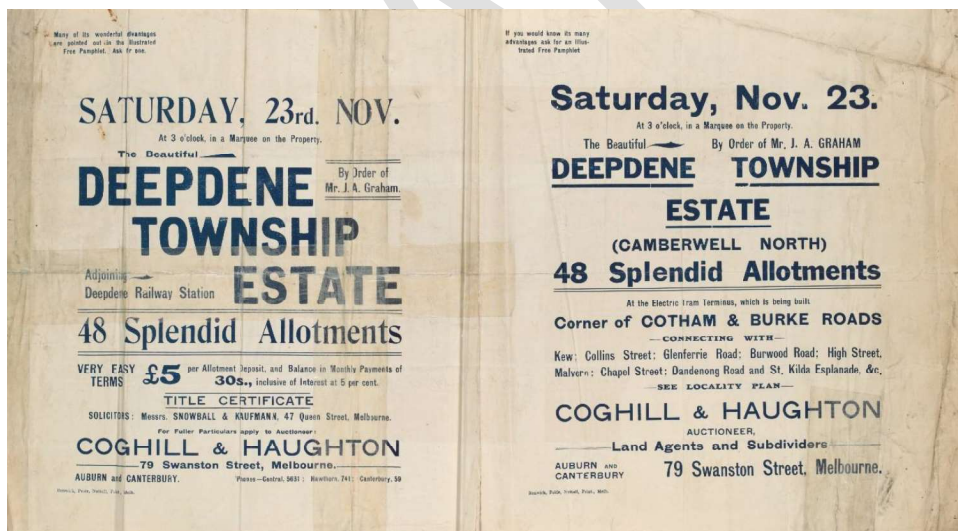 Many of its wonderful dvantages
are pointed out in the Illustrated
Free Pamphlet. Ask fr one.
SATURDAY, 23rd. NOV.
At 3 o'clock, in a Marquee on the Property.
The Beautiful
DEEPDENE
By Order of
Mr. J. A. Graham.
TOWNSHIP
Adjoining
Deepdene Railway Station
ESTATE
48 Splendid Allotments
VERY EASY
TERMS
£5 per Allotment Deposit, and Balance in Monthly Payments of
30s., inclusive of Interest at 5 per cent.
TITLE CERTIFICATE
SOLICITORS: Messrs. SNOWBALL & KAUFMANN, 47 Queen Street, Melbourne.
For Fuller Particulars apply to Auctioneer:
COGHILL & HAUGHTON
79 Swanston Street, Melbourne.
AUBURN and CANTERBURY.
'Phones—Central, 5631; Hawthorn, 741; Canterbury, 59
If you would know its many
advantages ask for an Illus-
trated Free Pamphlet
Saturday, Nov. 23.
At 3 o'clock, in a Marquee on the Property.
The Beautiful
By Order of Mr. J. A. GRAHAM
DEEPDENE TOWNSHIP
ESTATE
(CAMBERWELL NORTH)
48 Splendid Allotments
At the Electric Tram Terminus, which is being built
Corner of COTHAM & BURKE ROADS
—CONNECTING WITH—
Kew; Collins Street; Glenferrie Road; Burwood Road; High Street,
Malvern; Chapel Street; Dandenong Road and St. Kilda Esplanade, &c.
—SEE LOCALITY PLAN—
COGHILL & HAUGHTON
AUCTIONEER,
Land Agents and Subdividers
AUBURN AND
CANTERBURY.
79 Swanston Street, Melbourne.